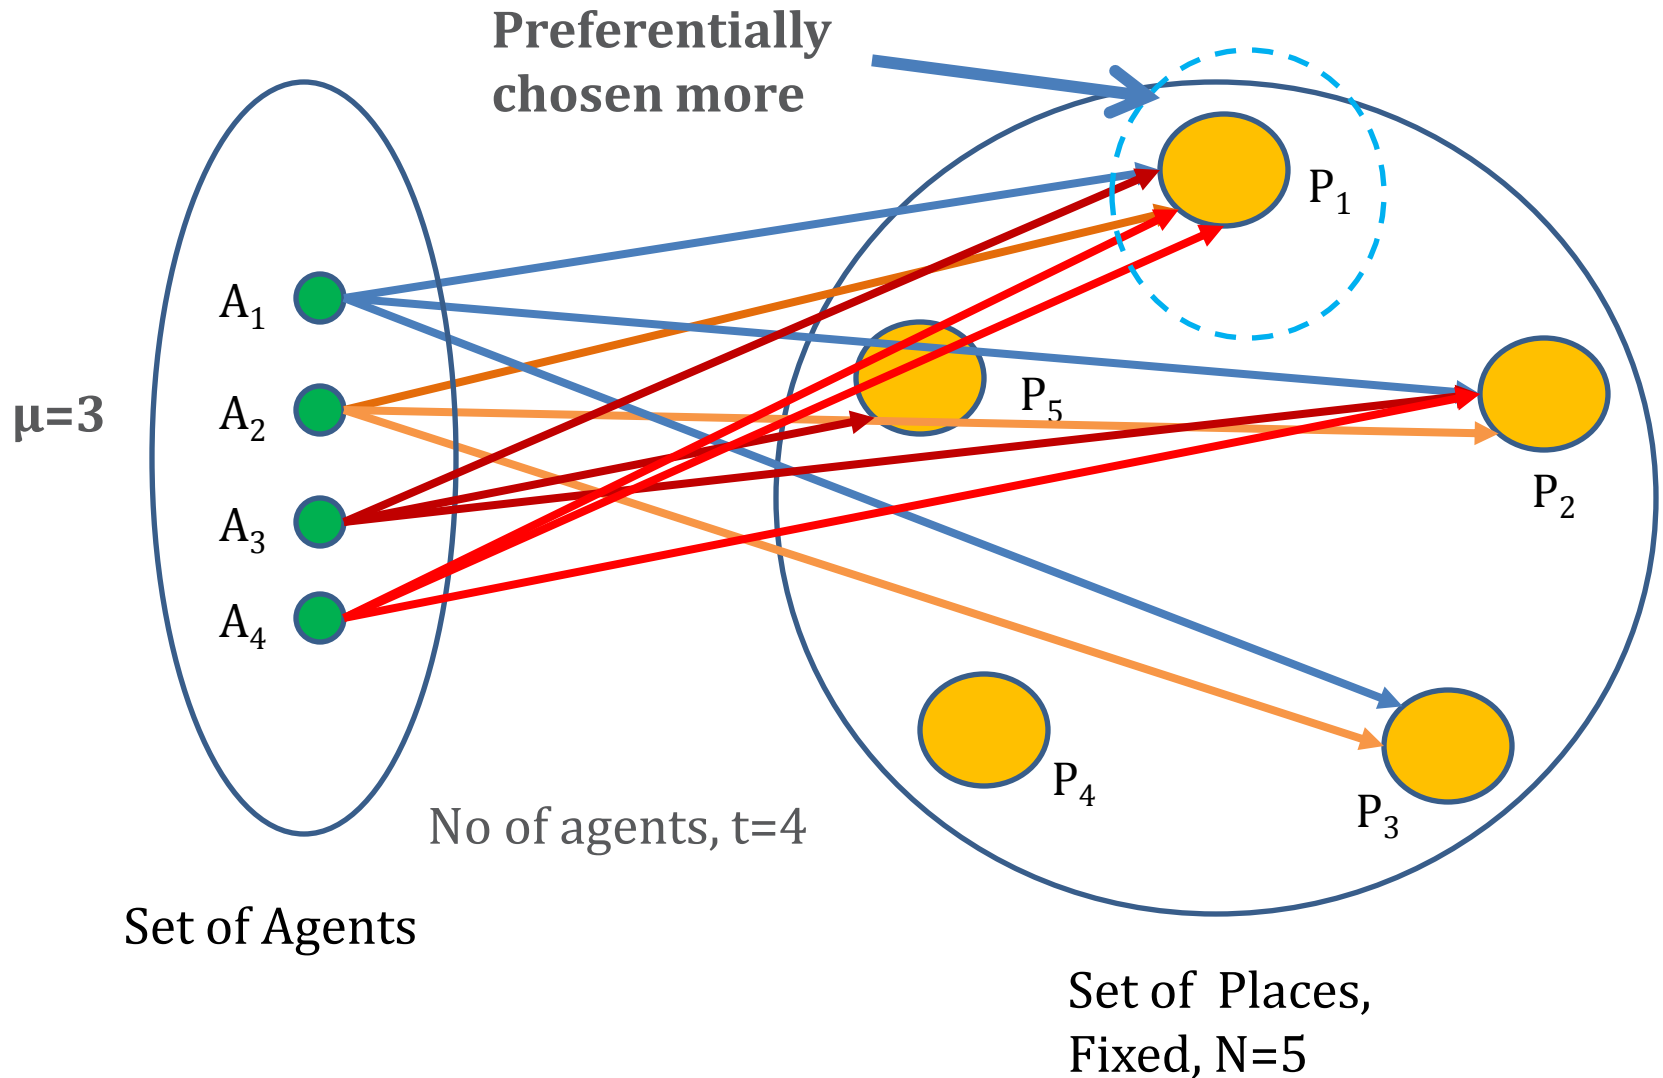 Preferentially
chosen more
P1
A1
P5
μ=3
A2
P2
A3
A4
P4
P3
No of agents, t=4
Set of Agents
Set of Places,
Fixed, N=5